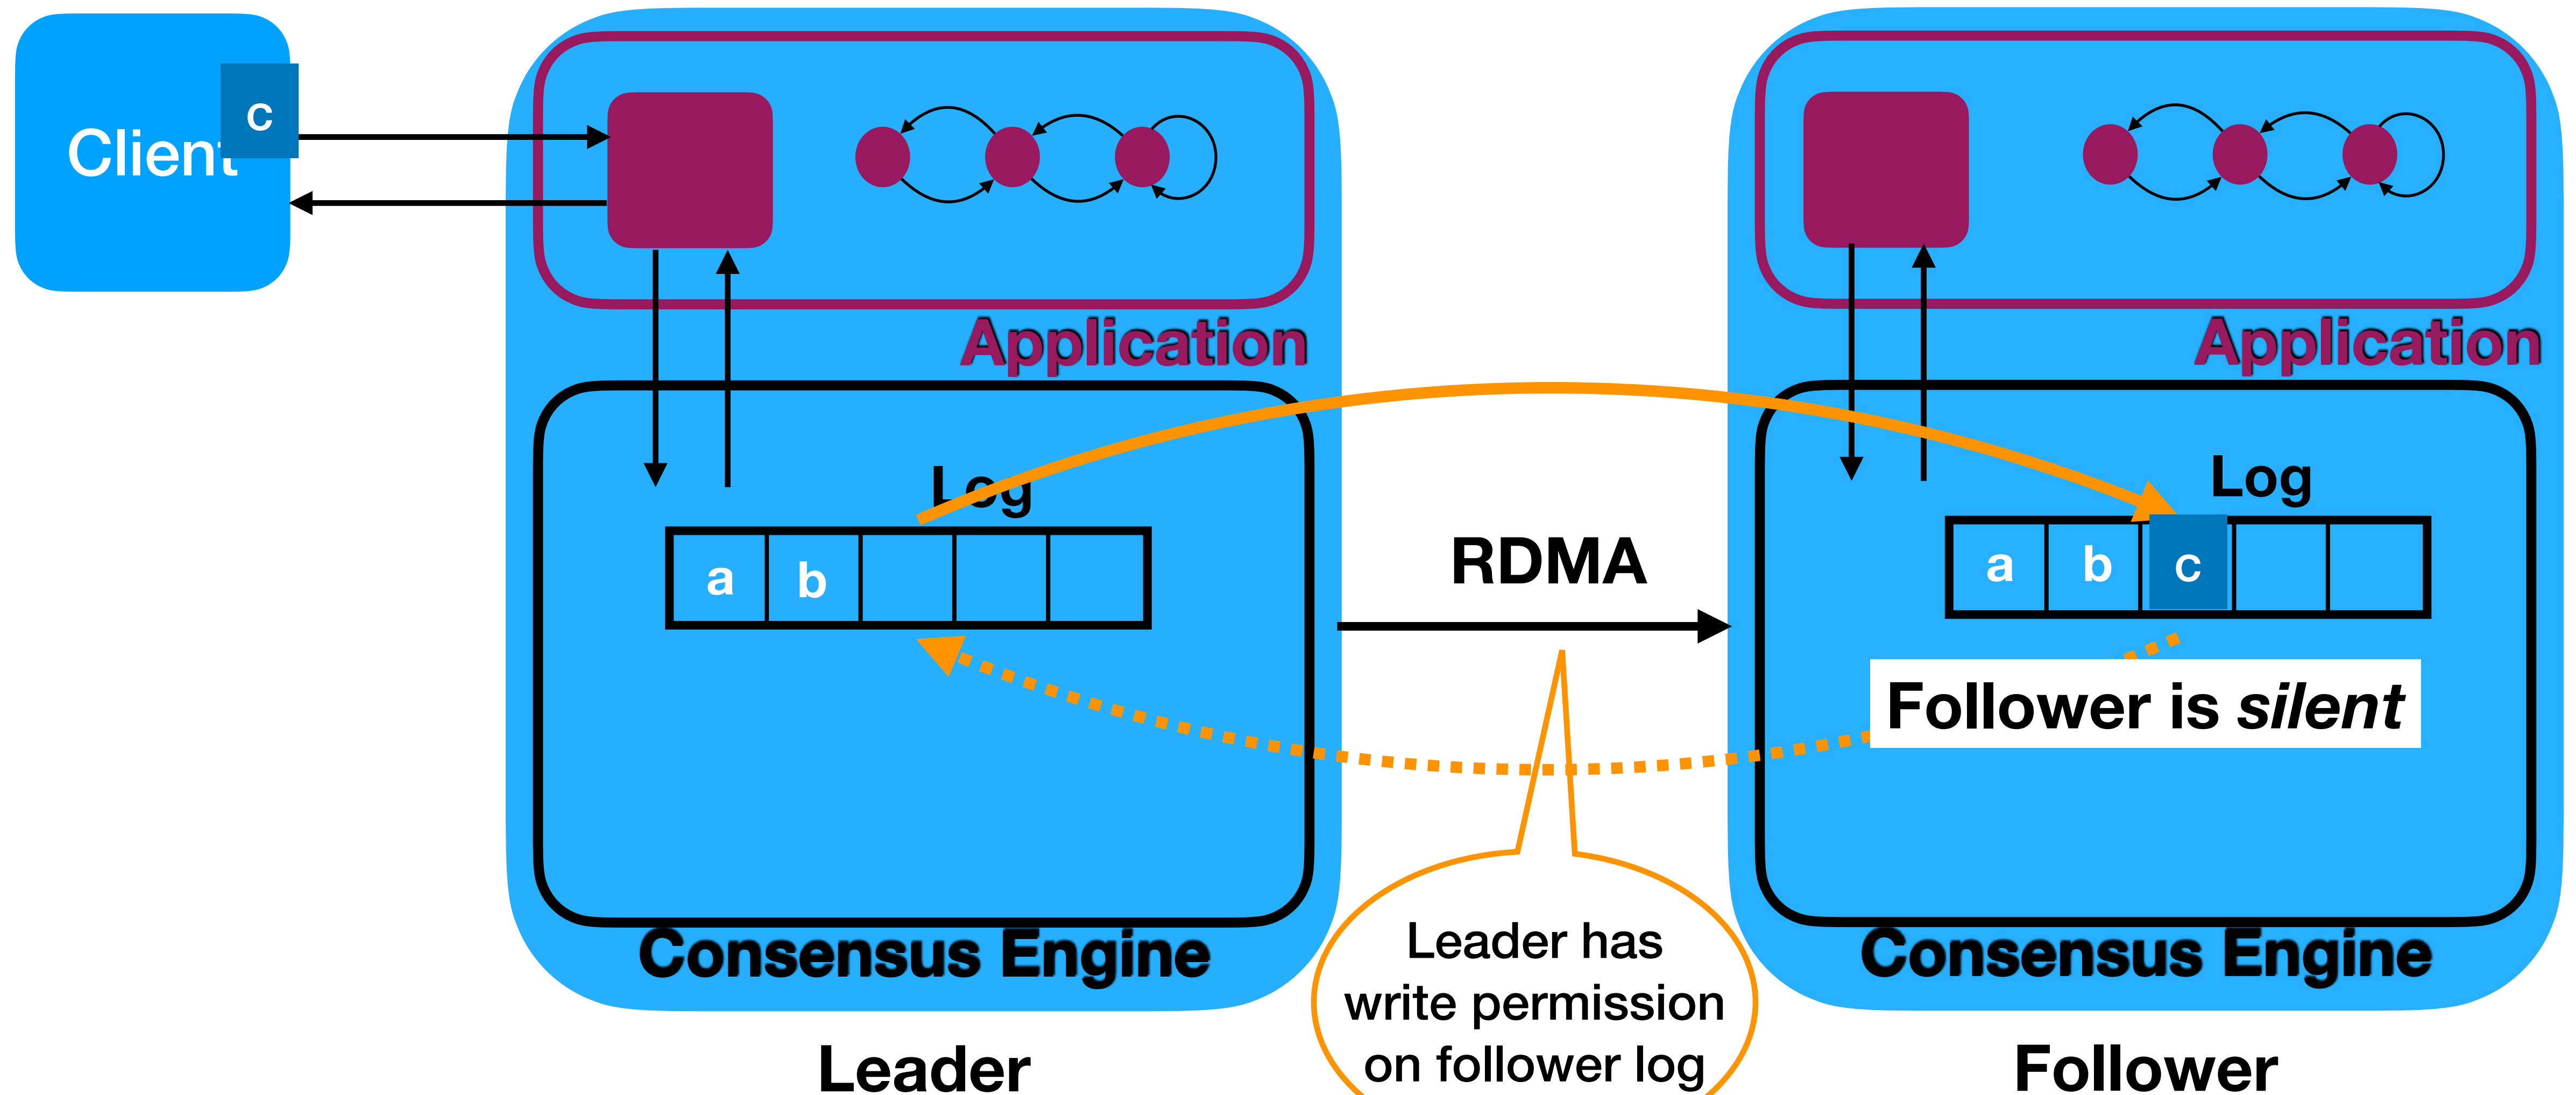 Client
c
Application
Application
Log
a b
RDMA
Log
a b c
Follower is silent
Consensus Engine
Consensus Engine
Leader has
write permission
on follower log
Leader
Follower